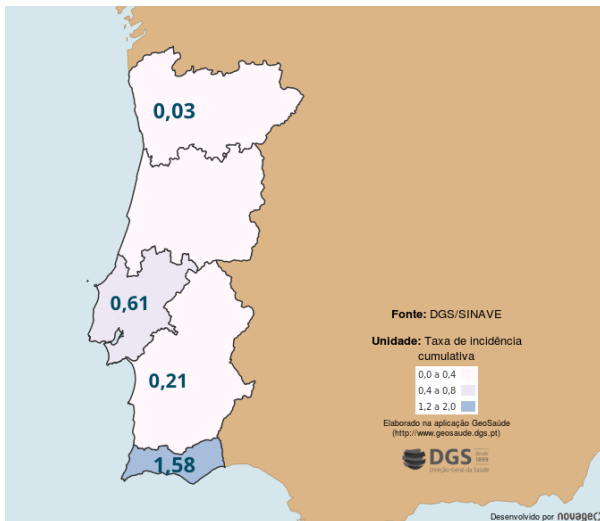 0,03
0,61
0,21
1,58
Fonte: DGS/SINAVE
Unidade: Taxa de incidência
cumulativa
0,0 a 0,4
0,4 a 0,8
1,2 a 2,0
Elaborado na aplicação GeoSaúde
(http://www.geosaude.dgs.pt)
DGS desde
1899
Direção-Geral da Saúde
Desenvolvido por